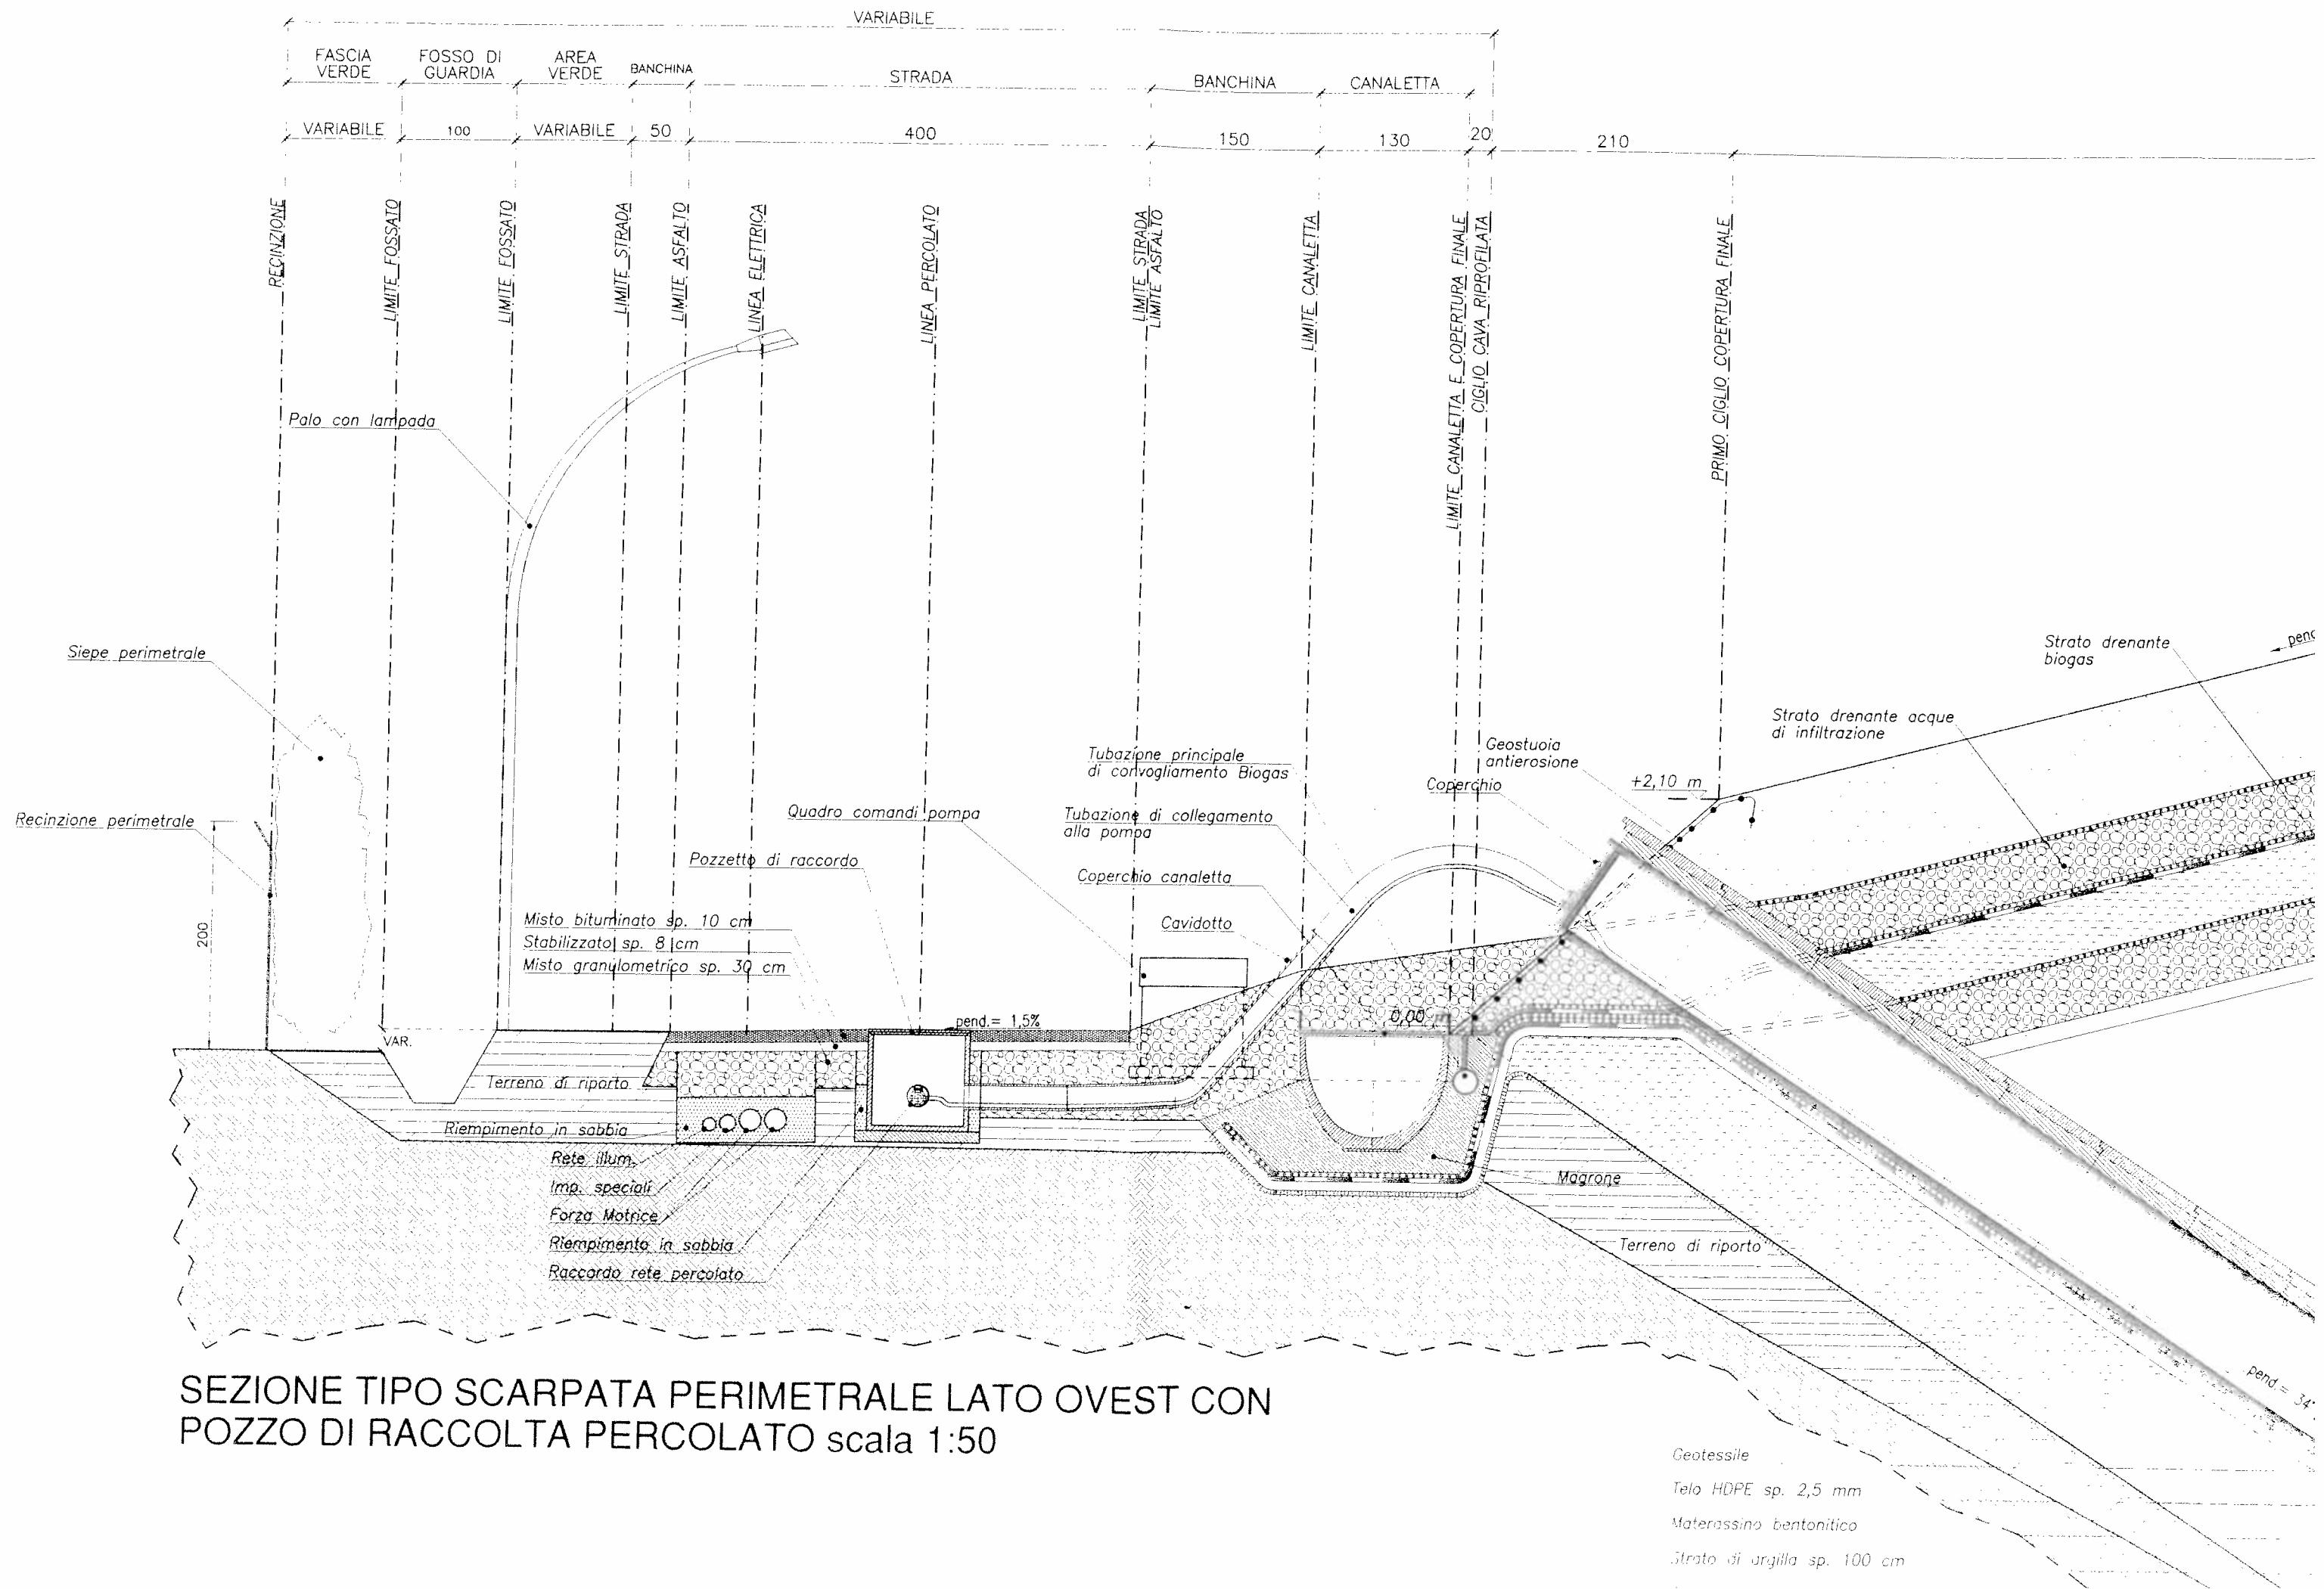 VARIABILE
FASCIA
VERDE
FOSSO DI
GUARDIA
AREA
VERDE
BANCHINA
STRADA
BANCHINA
CANALETTA
VARIABILE
100
VARIABILE
50
400
150
130
20
210
RECINZIONE
LIMITE FOSSATO
LIMITE FOSSATO
LIMITE STRADA
LIMITE ASFALTO
LINEA ELETTRICA
LINEA PERCOLATO
LIMITE STRADA
LIMITE ASFALTO
LIMITE CANALETTA
LIMITE CANALETTA E COPERTURA FINALE
CIGLIO CAVA RIPROFILATA
PRIMO CIGLIO COPERTURA FINALE
Palo con lampada
Siepe perimetrale
Recinzione perimetrale
200
Strato drenante
biogas
Strato drenante acque
di infiltrazione
Geostuoia
antierosione
Coperchio
+2,10 m
Tubazione principale
di convogliamento Biogas
Quadro comandi pompa
Tubazione di collegamento
alla pompa
Pozzetto di raccordo
Coperchio canaletta
Cavidotto
Misto bituminato sp. 10 cm
Stabilizzato sp. 8 cm
Misto granulometrico sp. 30 cm
pend.= 1,5%
0,00
VAR.
Terreno di riporto
Riempimento in sabbia
Rete illum.
Imp. speciali
Forza Motrice
Riempimento in sabbia
Raccordo rete percolato
Magrone
Terreno di riporto
pend.= 34°
SEZIONE TIPO SCARPATA PERIMETRALE LATO OVEST CON
POZZO DI RACCOLTA PERCOLATO scala 1:50
Geotessile
Telo HDPE sp. 2,5 mm
Materassino bentonitico
Strato di argilla sp. 100 cm